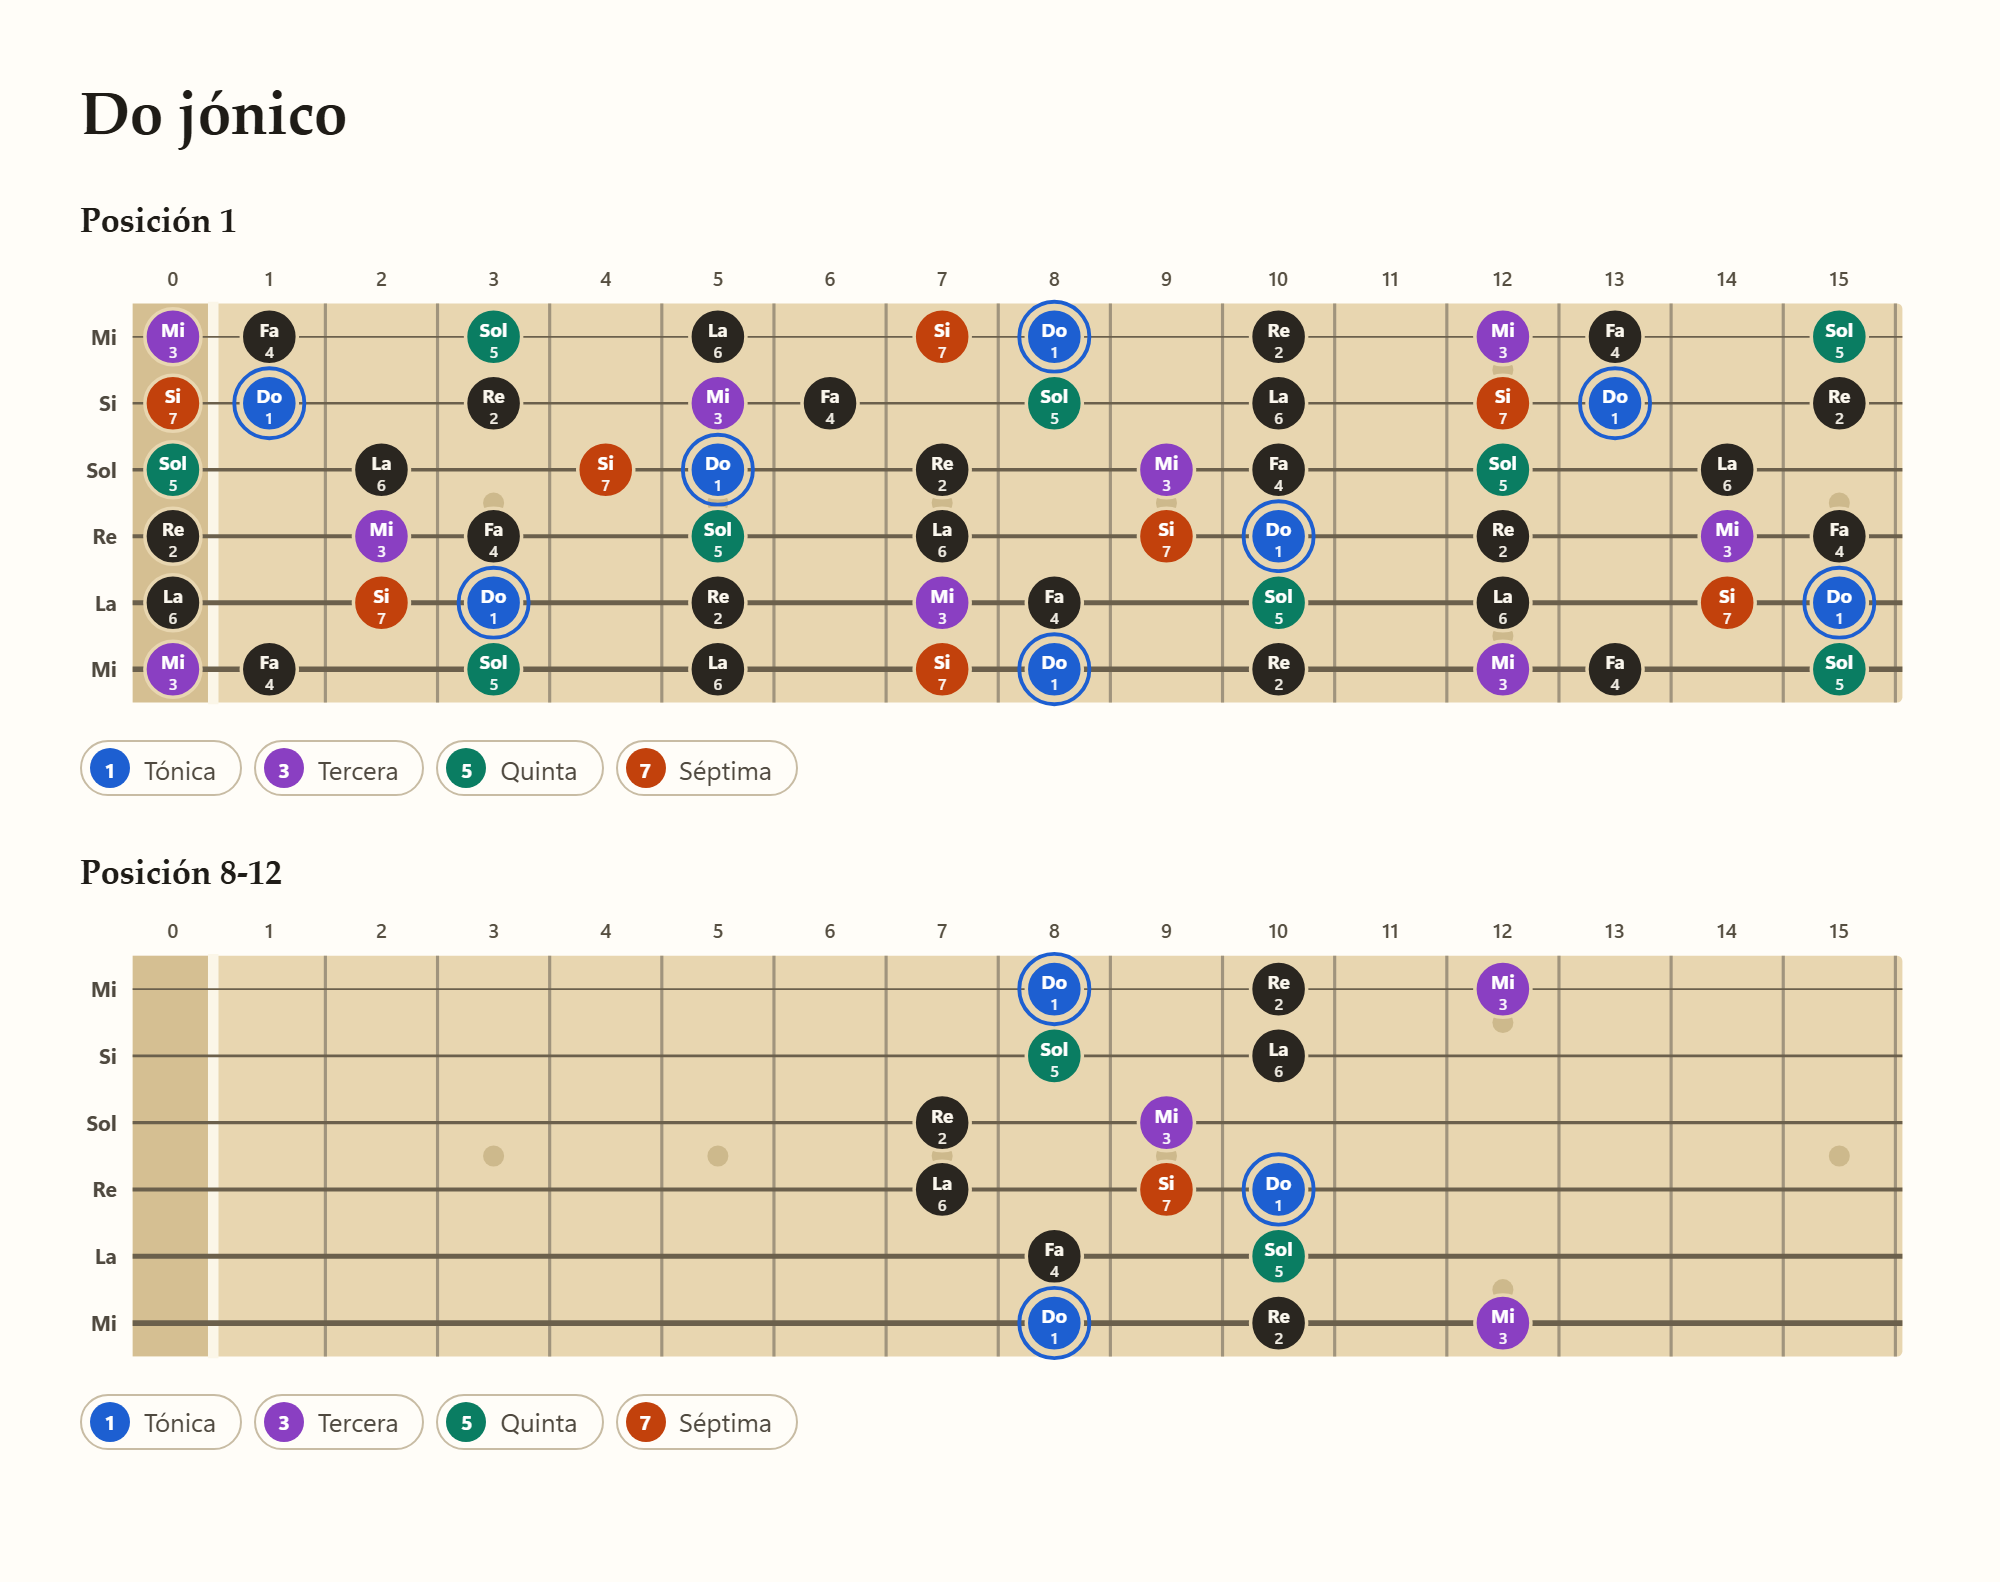 Do jónico
Posición 1
0 1 2 3 4 5 6 7 8 9 10 11 12 13 14 15
Mi Mi 3 Fa 4 Sol 5 La 6 Si 7 Do 1 Re 2 Mi 3 Fa 4 Sol 5
Si Si 7 Do 1 Re 2 Mi 3 Fa 4 Sol 5 La 6 Si 7 Do 1 Re 2
Sol Sol 5 La 6 Si 7 Do 1 Re 2 Mi 3 Fa 4 Sol 5 La 6
Re Re 2 Mi 3 Fa 4 Sol 5 La 6 Si 7 Do 1 Re 2 Mi 3 Fa 4
La La 6 Si 7 Do 1 Re 2 Mi 3 Fa 4 Sol 5 La 6 Si 7 Do 1
Mi Mi 3 Fa 4 Sol 5 La 6 Si 7 Do 1 Re 2 Mi 3 Fa 4 Sol 5
1 Tónica 3 Tercera 5 Quinta 7 Séptima
Posición 8-12
0 1 2 3 4 5 6 7 8 9 10 11 12 13 14 15
Mi Do 1 Re 2 Mi 3
Si Sol 5 La 6
Sol Re 2 Mi 3
Re La 6 Si 7 Do 1
La Fa 4 Sol 5
Mi Do 1 Re 2 Mi 3
1 Tónica 3 Tercera 5 Quinta 7 Séptima